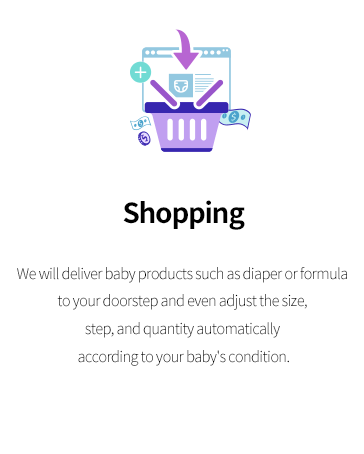 Shopping
We will deliver baby products such as diaper or formula
to your doorstep and even adjust the size,
step, and quantity automatically
according to your baby's condition.